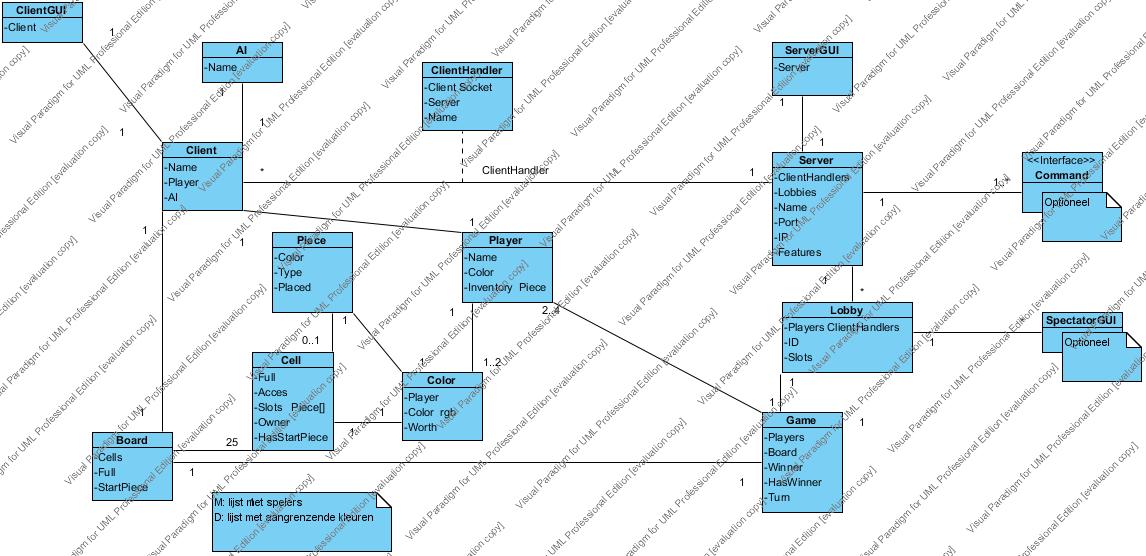 ClientGUI
-Client
1
1
AI
-Name
1
1
ClientHandler
-Client Socket
-Server
-Name
ServerGUI
-Server
1
1
Client
-Name
-Player
-AI
*
ClientHandler
1
Server
-ClientHandlers
-Lobbies
-Name
-Port
-IP
-Features
1
1..*
<<Interface>>
Command
Optioneel
1
1
1
Piece
-Color
-Type
-Placed
Player
-Name
-Color
-Inventory Piece
1
*
Lobby
-Players ClientHandlers
-ID
-Slots
1
SpectatorGUI
Optioneel
0..1
1
1
2..4
Cell
-Full
-Acces
-Slots Piece[]
-Owner
-HasStartPiece
1
1..2
Color
-Player
-Color rgb
-Worth
1
1
1
1
Game
-Players
-Board
-Winner
-HasWinner
-Turn
1
1
Board
-Cells
-Full
-StartPiece
25
1
1
1
M: lijst met spelers
D: lijst met aangrenzende kleuren
Visual Paradigm for UML Professional Edition [evaluation copy]